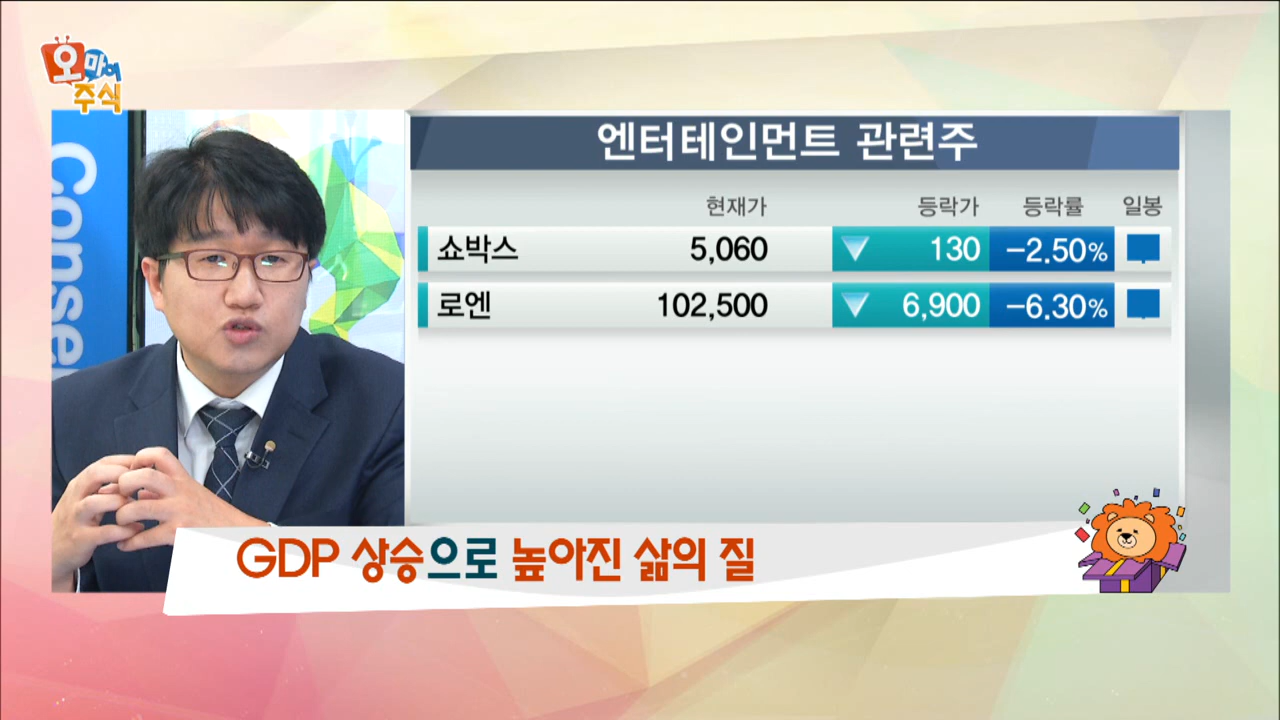 오 마이
주식
Conse
엔터테인먼트 관련주
현재가 등락가 등락률 일봉
쇼박스 5,060 ▼ 130 -2.50%
로엔 102,500 ▼ 6,900 -6.30%
GDP 상승으로 높아진 삶의 질